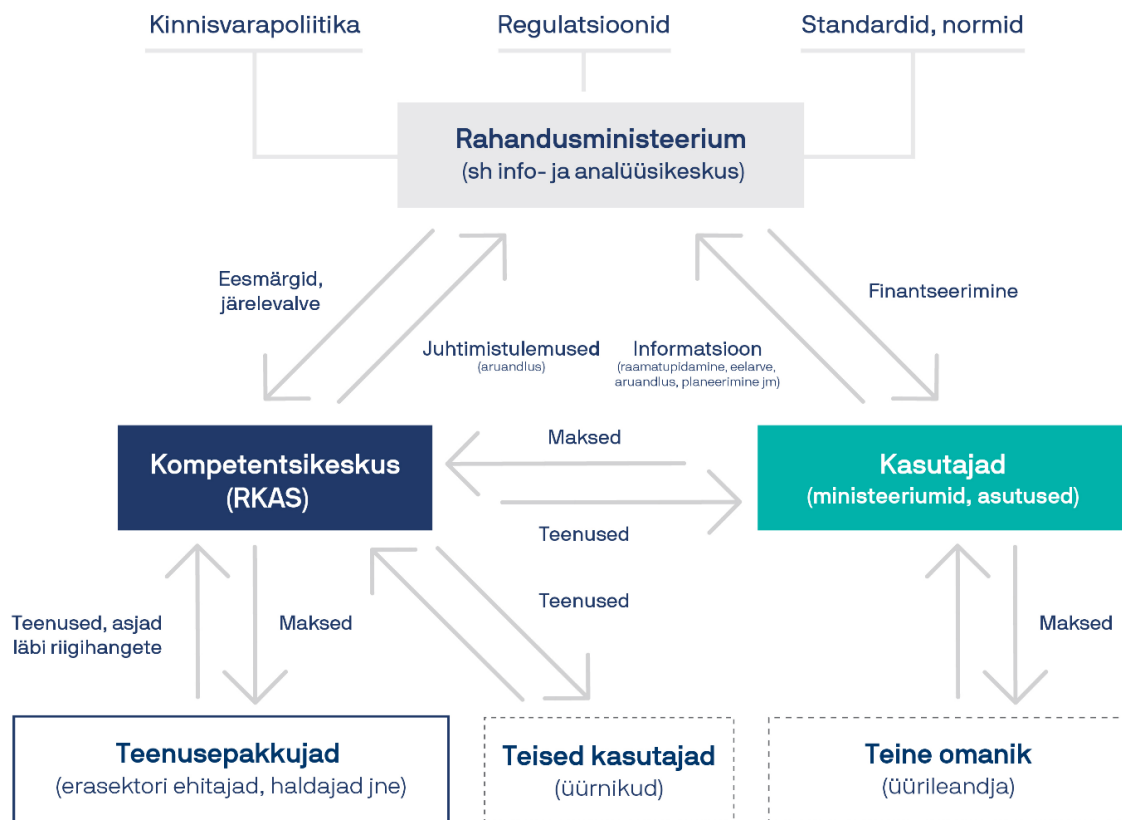 Kinnisvarapoliitika
Regulatsioonid
Standardid, normid
Rahandusministeerium
(sh info- ja analüüsikeskus)
Eesmärgid,
järelevalve
Finantseerimine
Juhtimistulemused
(aruandlus)
Informatsioon
(raamatupidamine, eelarve,
aruandlus, planeerimine jm)
Kompetentsikeskus
(RKAS)
Maksed
Teenused
Kasutajad
(ministeeriumid, asutused)
Teenused, asjad
läbi riigihangete
Maksed
Teenused
Maksed
Teenusepakkujad
(erasektori ehitajad, haldajad jne)
Teised kasutajad
(üürnikud)
Teine omanik
(üürileandja)